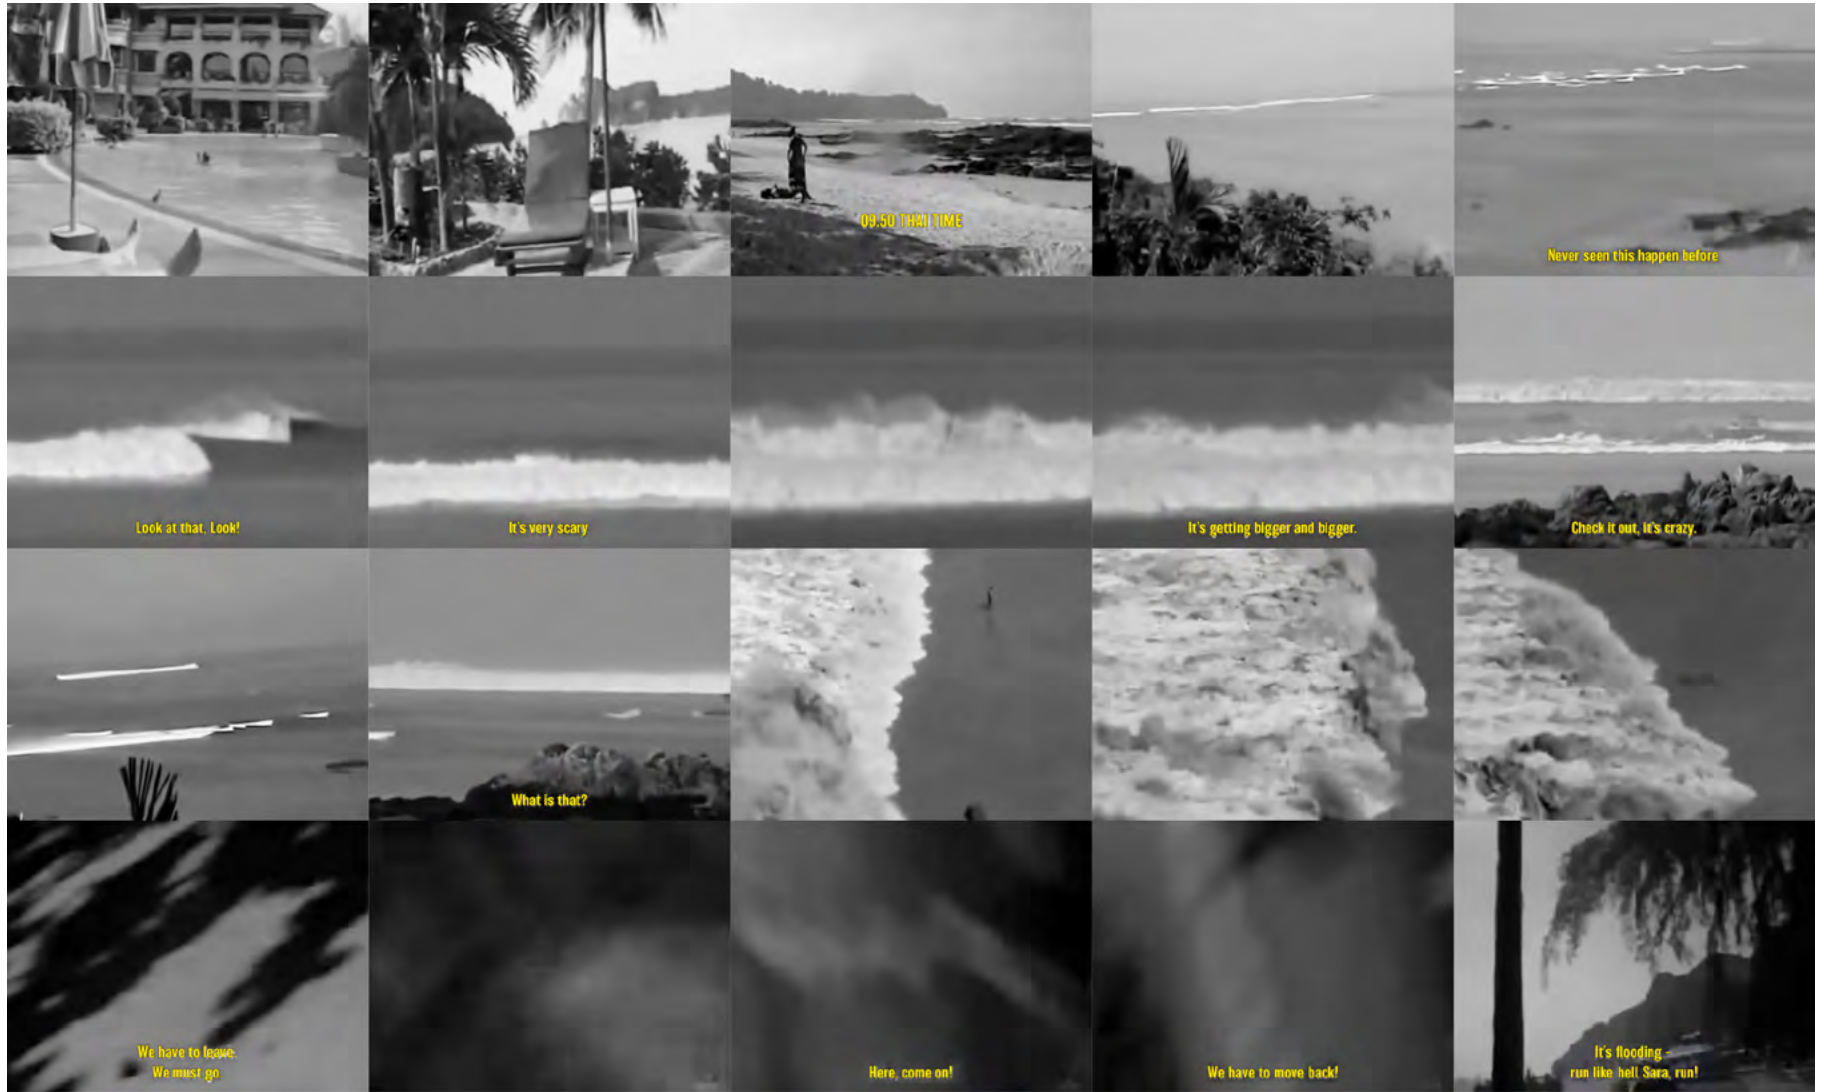 09.50 THAI TIME
Never seen this happen before
Look at that. Look!
It's very scary
It's getting bigger and bigger.
Check it out, it's crazy.
What is that?
We have to leave.
We must go.
Here, come on!
We have to move back!
It's flooding -
run like hell Sara, run!